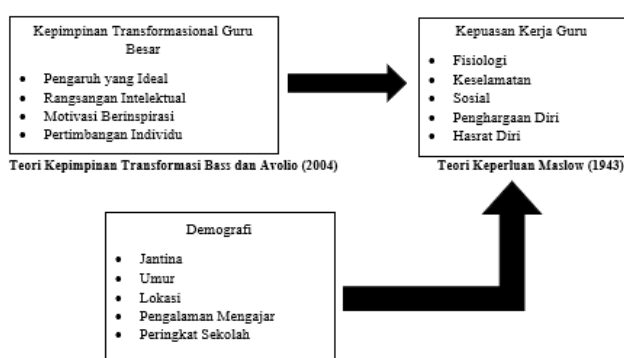 Kepimpinan Transformasional Guru
Besar
• Pengaruh yang Ideal
• Rangsangan Intelektual
• Motivasi Berinspirasi
• Pertimbangan Individu
Teori Kepimpinan Transformasi Bass dan Avolio (2004)
Kepuasan Kerja Guru
• Fisiologi
• Keselamatan
• Sosial
• Penghargaan Diri
• Hasrat Diri
Teori Keperluan Maslow (1943)
Demografi
• Jantina
• Umur
• Lokasi
• Pengalaman Mengajar
• Peringkat Sekolah